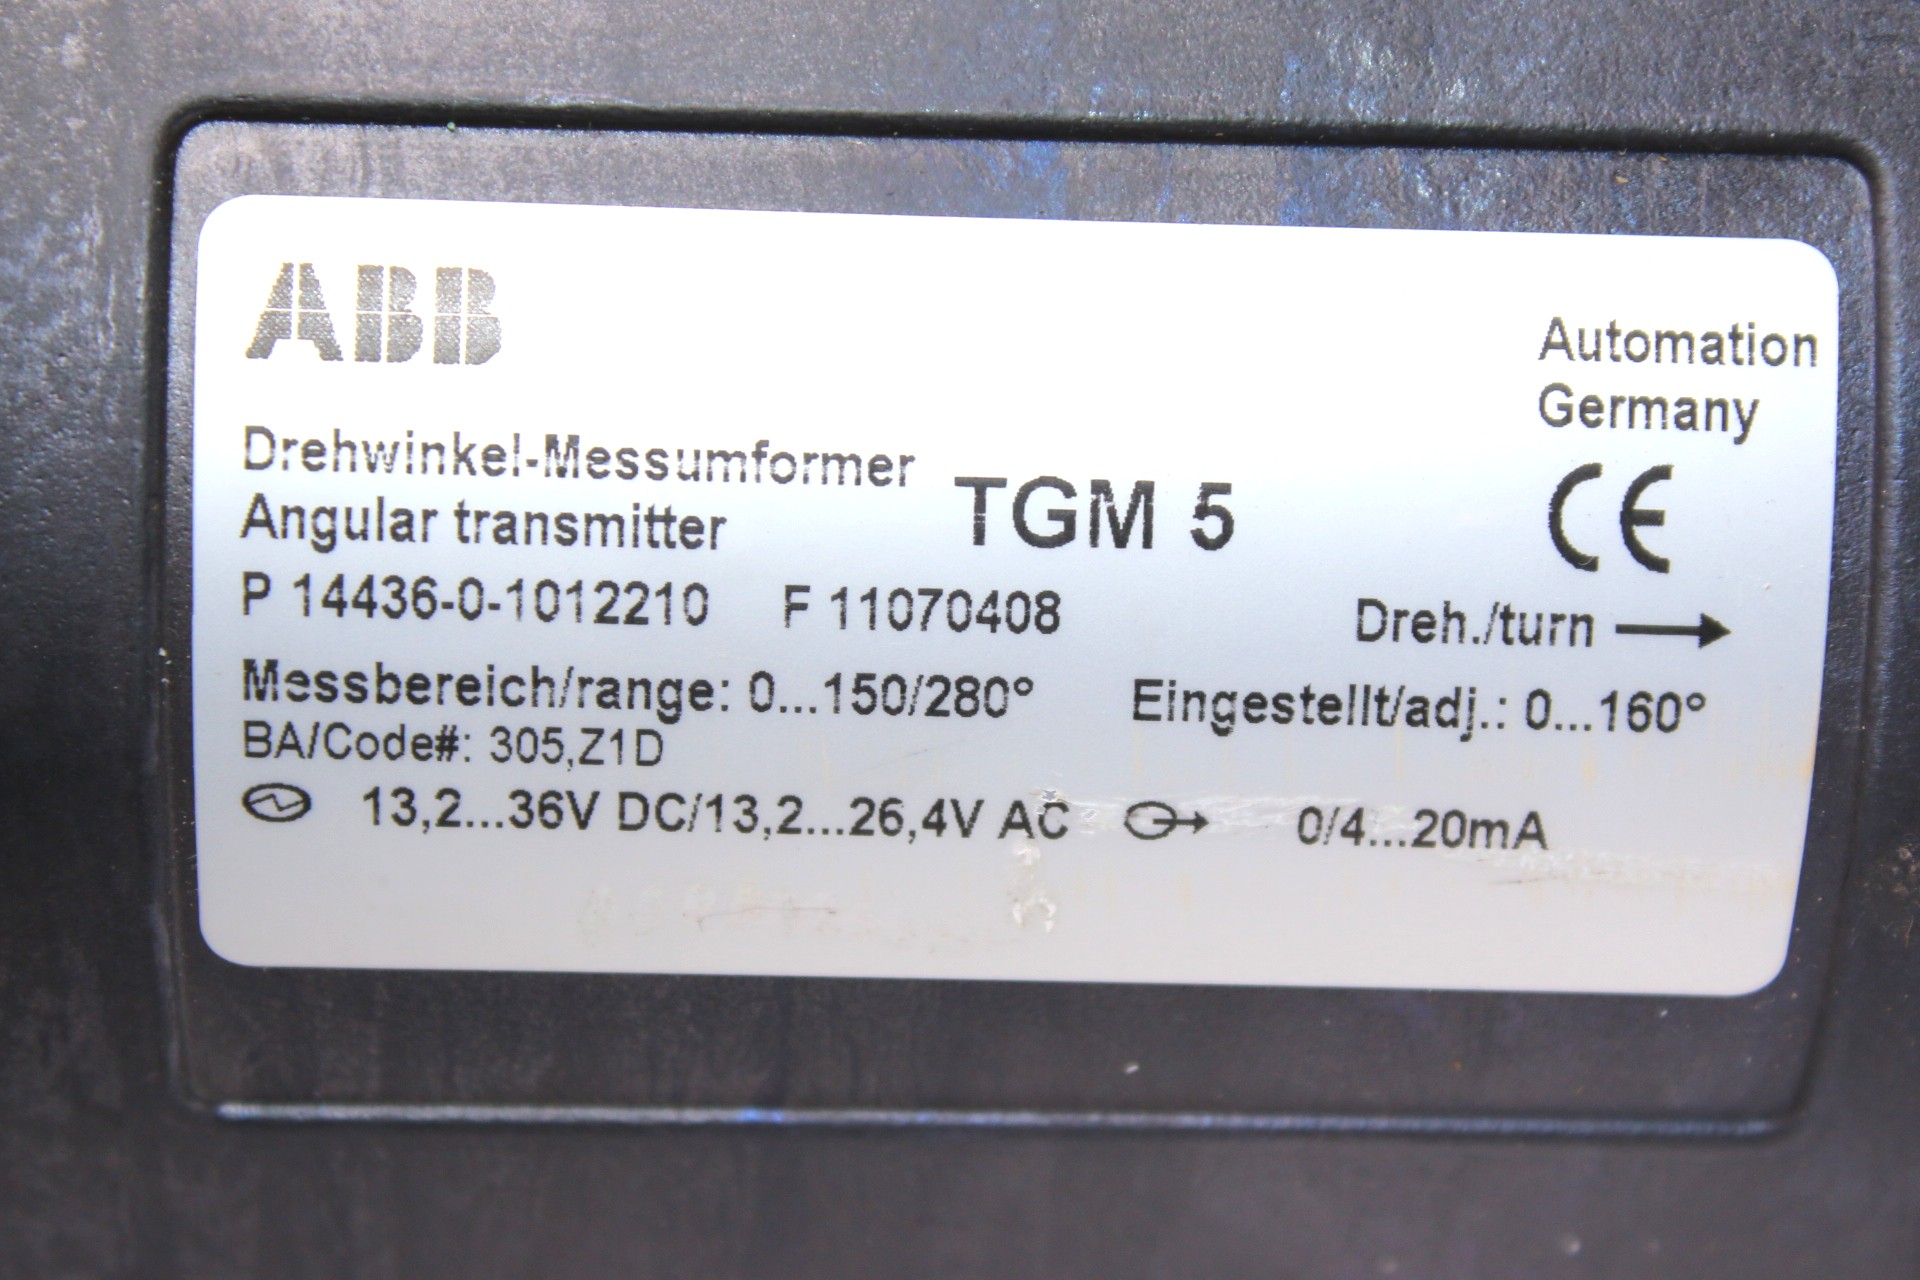 ABB
Automation
Germany
Drehwinkel-Messumformer
Angular transmitter
TGM 5
CE
P 14436-0-1012210 F 11070408
Dreh./turn →
Messbereich/range: 0...150/280° Eingestellt/adj.: 0...160°
BA/Code#: 305,Z1D
13,2...36V DC/13,2...26,4V AC 0/4...20mA